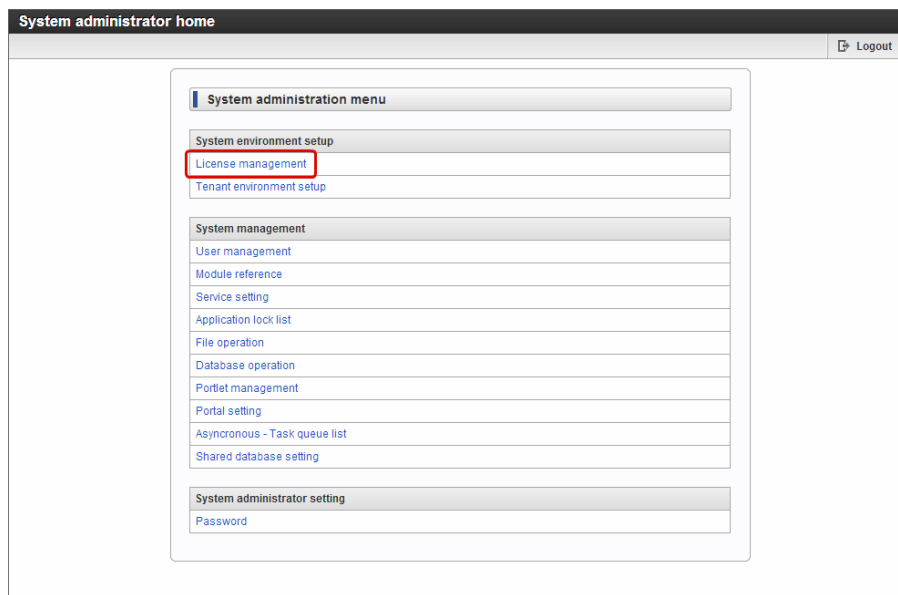 System administrator home
Logout
System administration menu
System environment setup
License management
Tenant environment setup
System management
User management
Module reference
Service setting
Application lock list
File operation
Database operation
Portlet management
Portal setting
Asyncronous - Task queue list
Shared database setting
System administrator setting
Password